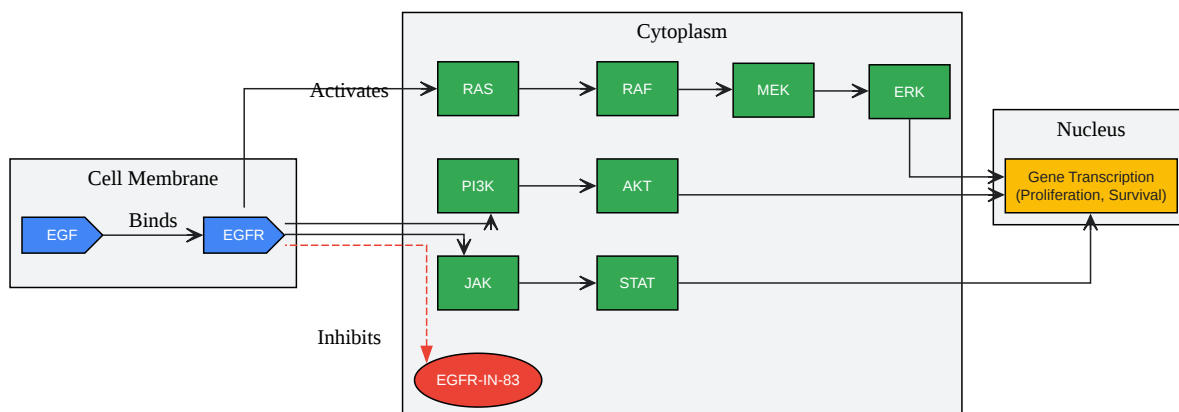 Cytoplasm
Activates
RAS
RAF
MEK
ERK
Nucleus
Gene Transcription
(Proliferation, Survival)
Cell Membrane
EGF
Binds
EGFR
PI3K
AKT
JAK
STAT
Inhibits
EGFR-IN-83